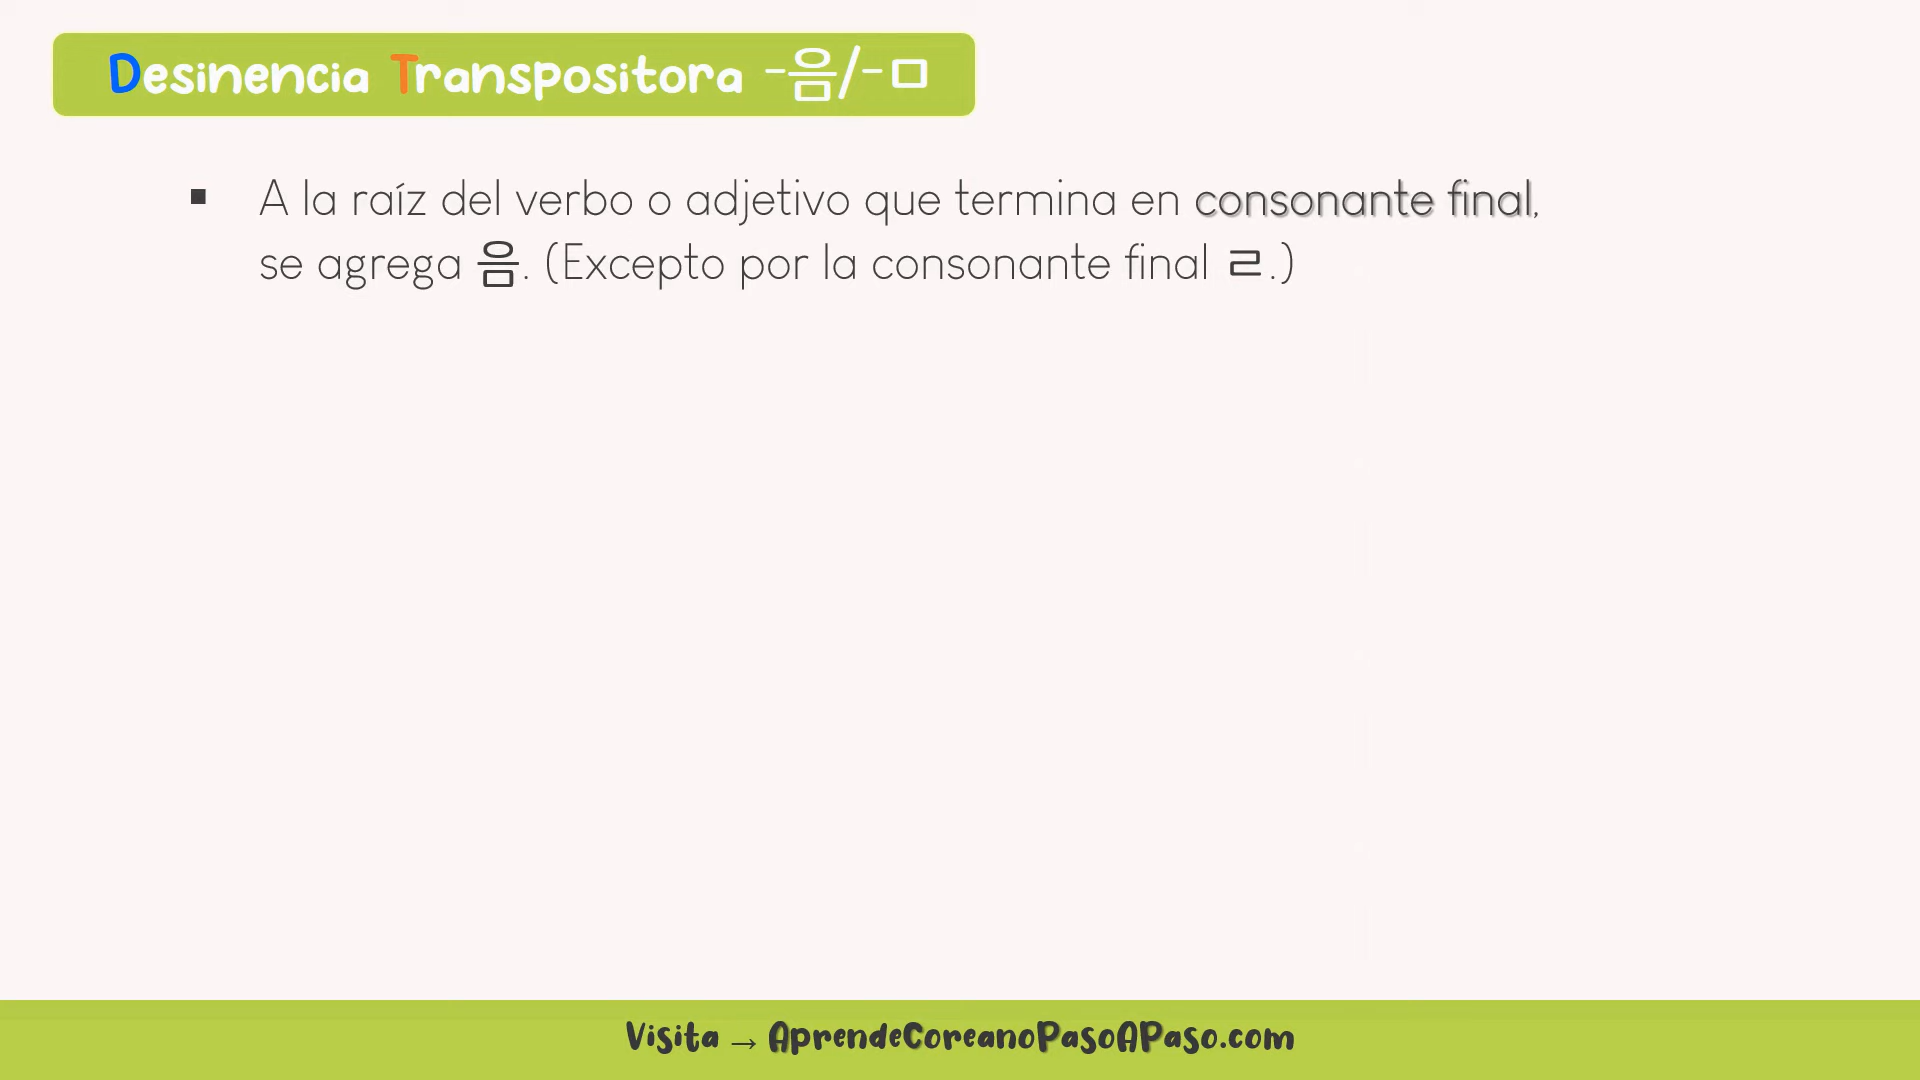 Desinencia Transpositora -음/-ㅁ
▪ A la raíz del verbo o adjetivo que termina en consonante final,
se agrega 음. (Excepto por la consonante final ㄹ.)
Visita → AprendeCoreanoPasoAPaso.com